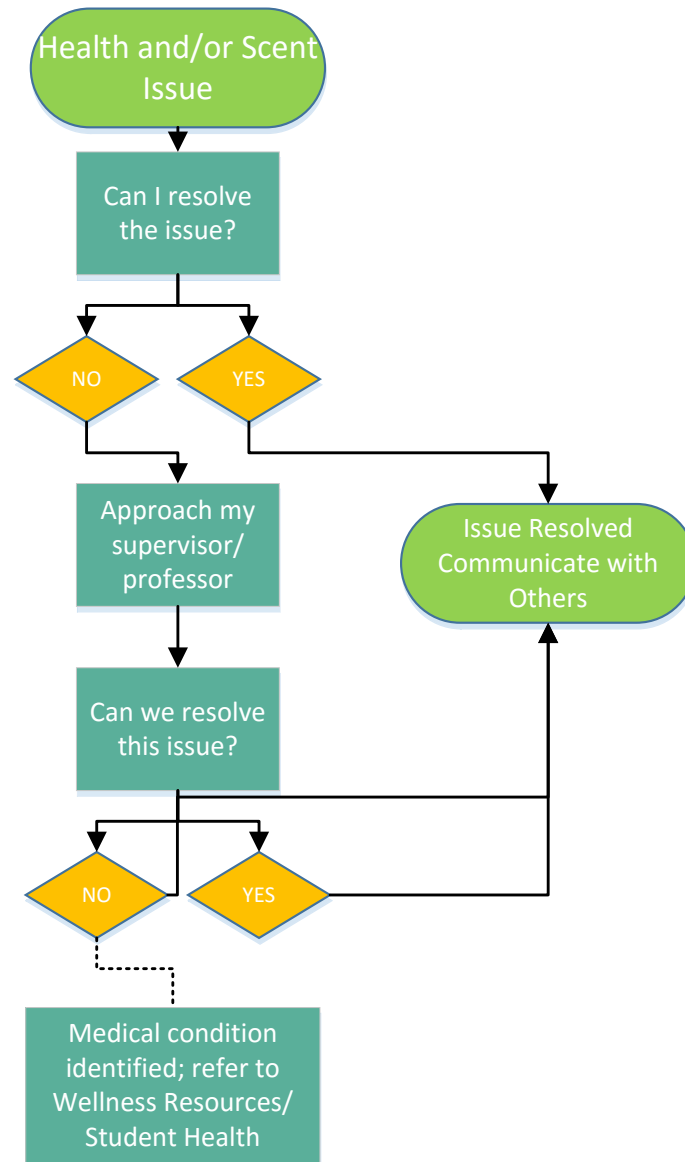 Health and/or Scent
Issue
Can I resolve
the issue?
NO
YES
Approach my
supervisor/
professor
Issue Resolved
Communicate with
Others
Can we resolve
this issue?
NO
YES
Medical condition
identified; refer to
Wellness Resources/
Student Health